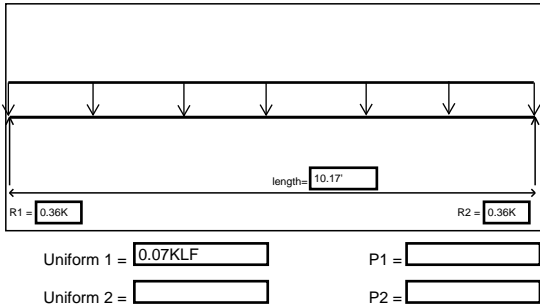 length= 10.17'
R1 = 0.36K R2 = 0.36K
Uniform 1 = 0.07KLF P1 =
Uniform 2 = P2 =